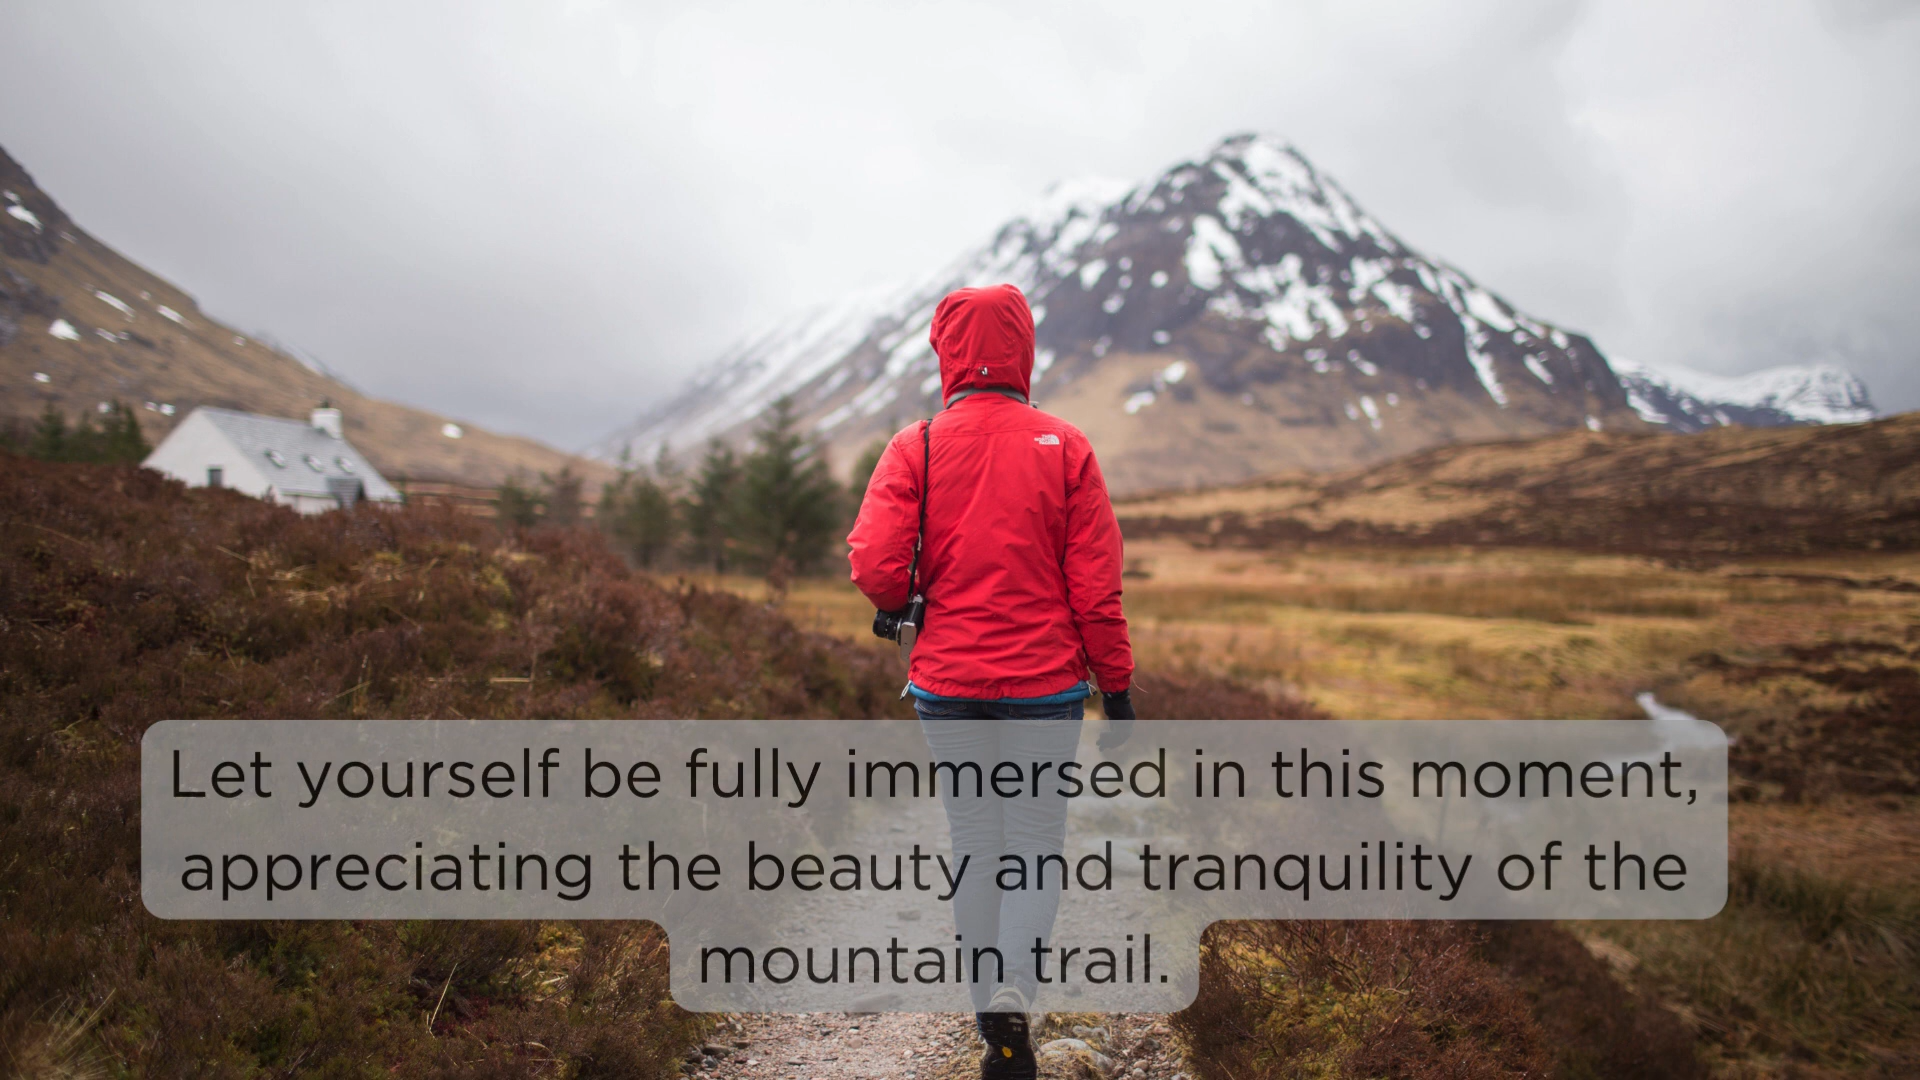 Let yourself be fully immersed in this moment,
appreciating the beauty and tranquility of the
mountain trail.